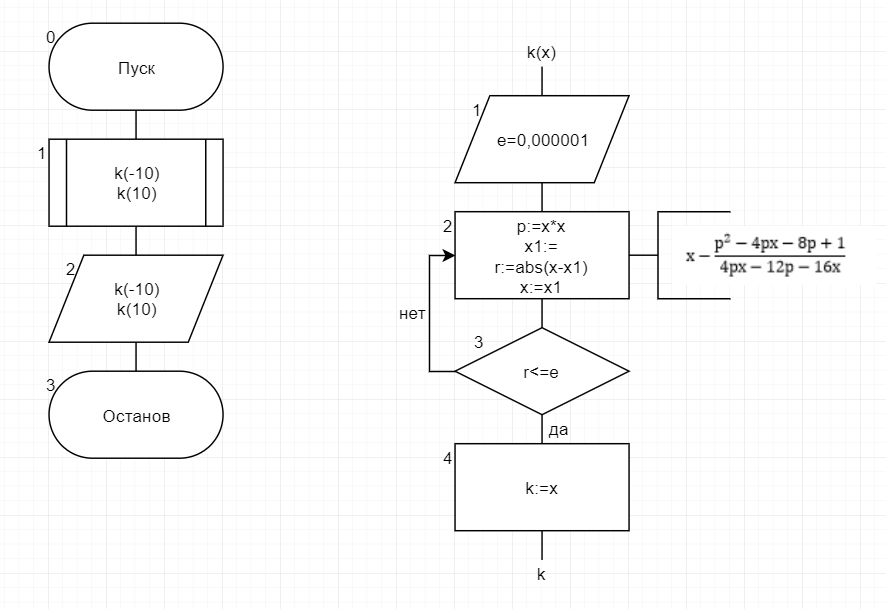 0
Пуск
1
k(-10)
k(10)
2
k(-10)
k(10)
3
Останов
k(x)
1
e=0,000001
2
p:=x*x
x1:=
r:=abs(x-x1)
x:=x1
x − (p² − 4px − 8p + 1)/(4px − 12p − 16x)
нет
3
r<=e
да
4
k:=x
k